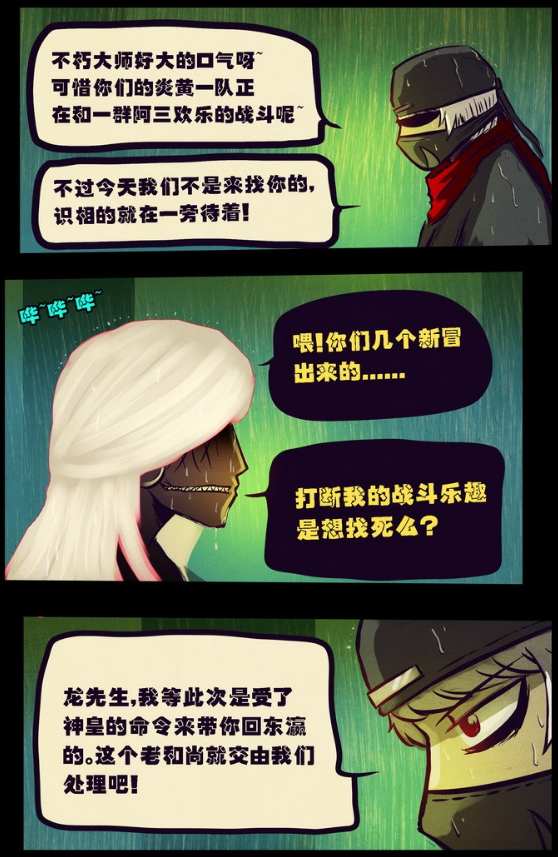 不朽大师好大的口气呀~
可惜你们的炎黄一队正
在和一群阿三欢乐的战斗呢~
不过今天我们不是来找你的，
识相的就在一旁待着！
哗~哗~哗~
喂！你们几个新冒
出来的……
打断我的战斗乐趣
是想找死么？
龙先生，我等此次是受了
神皇的命令来带你回东瀛
的。这个老和尚就交由我们
处理吧！